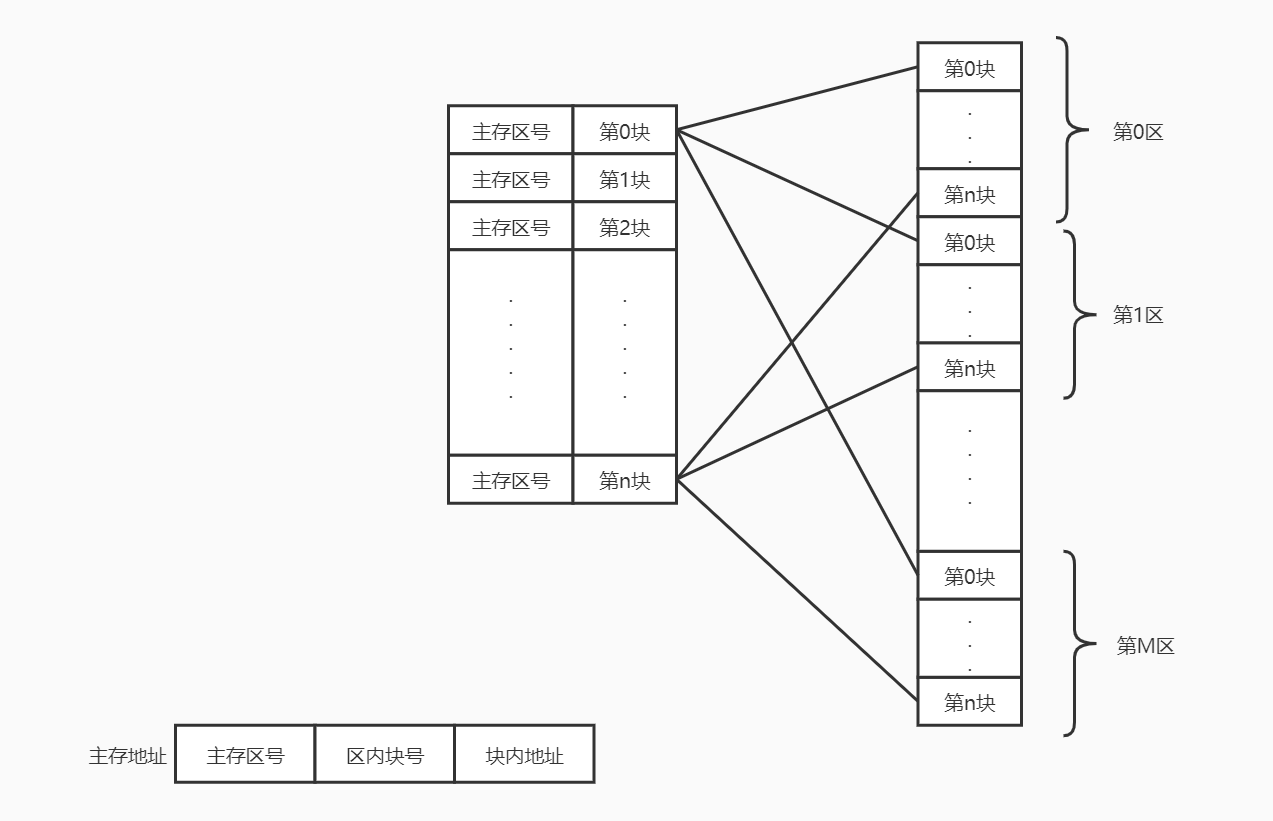 主存区号 第0块
主存区号 第1块
主存区号 第2块
. .
. .
. .
. .
. .
主存区号 第n块
第0块
.
.
.
第n块
第0块
.
.
.
第n块
.
.
.
.
第0块
.
.
.
第n块
第0区
第1区
第M区
主存地址 主存区号 区内块号 块内地址